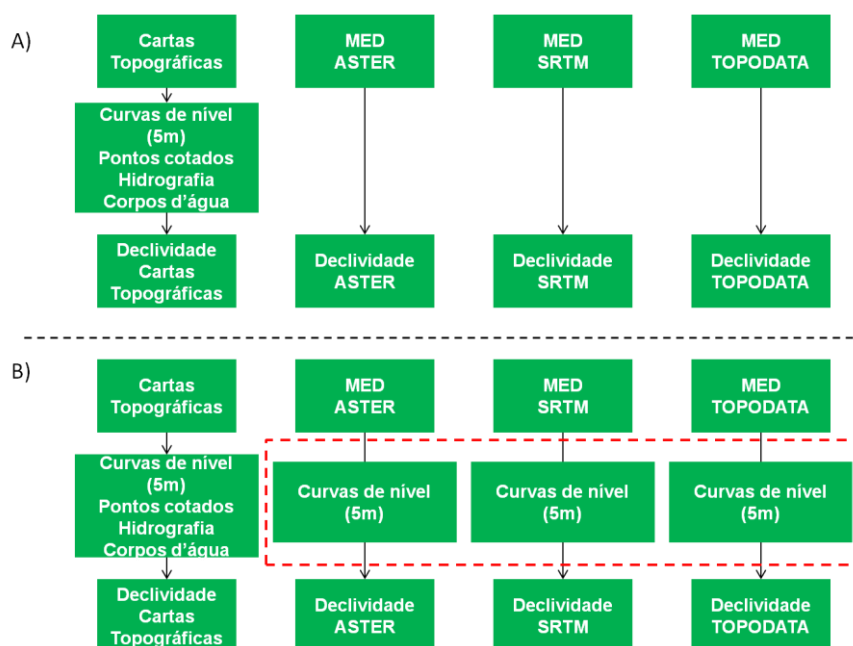 A)
Cartas
Topográficas
MED
ASTER
MED
SRTM
MED
TOPODATA
Curvas de nível
(5m)
Pontos cotados
Hidrografia
Corpos d'água
Declividade
Cartas
Topográficas
Declividade
ASTER
Declividade
SRTM
Declividade
TOPODATA
B)
Cartas
Topográficas
MED
ASTER
MED
SRTM
MED
TOPODATA
Curvas de nível
(5m)
Pontos cotados
Hidrografia
Corpos d'água
Curvas de nível
(5m)
Curvas de nível
(5m)
Curvas de nível
(5m)
Declividade
Cartas
Topográficas
Declividade
ASTER
Declividade
SRTM
Declividade
TOPODATA